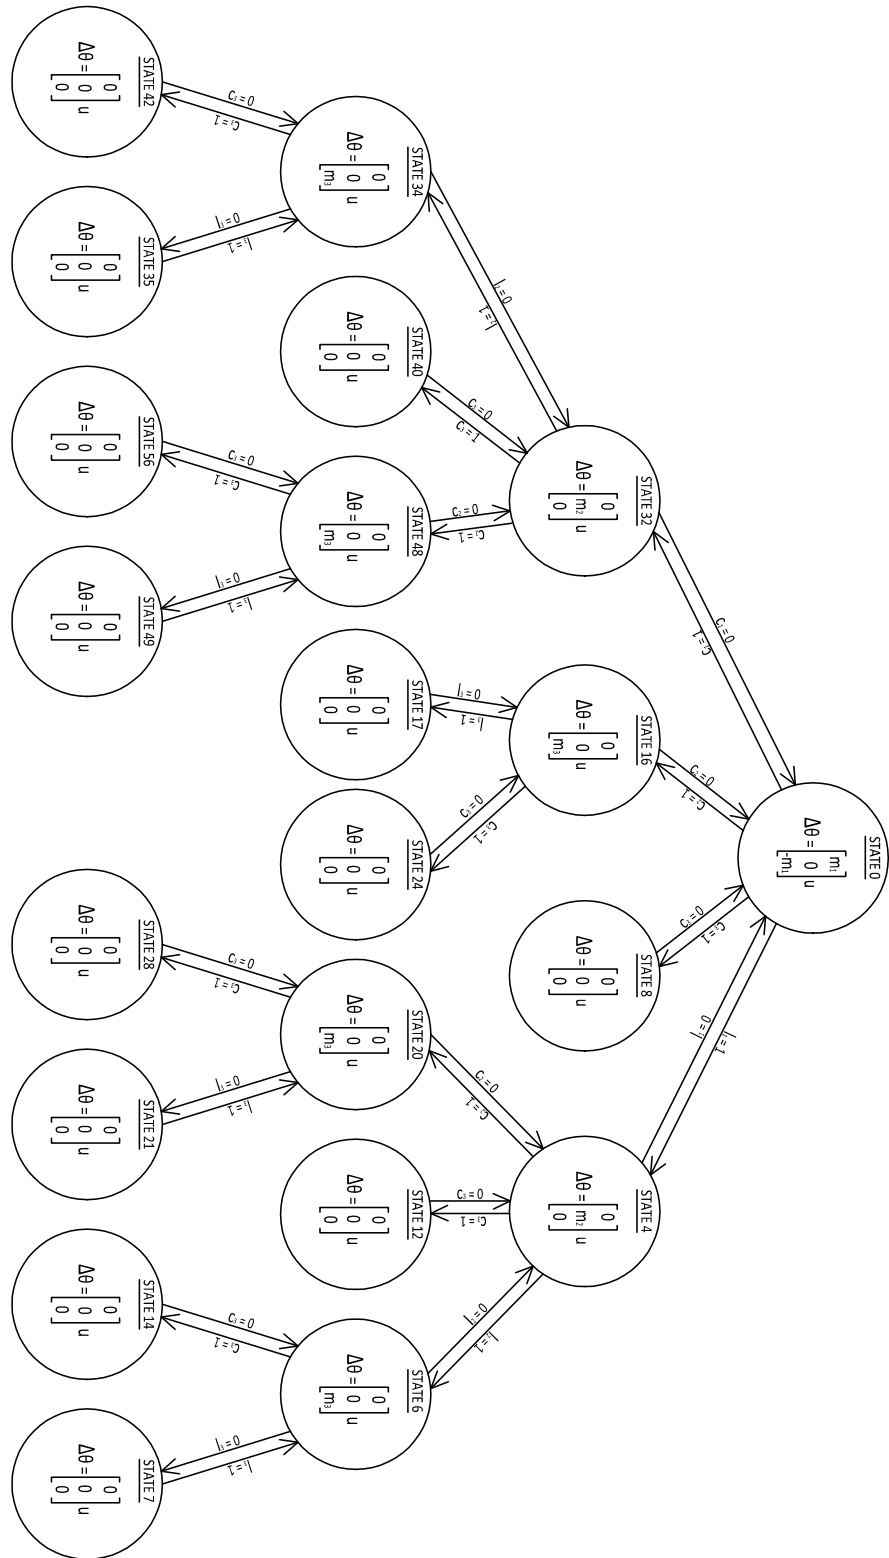 STATE 0
Δθ = [m₁ 0 -m₁] u
c₁ = 0
c₁ = 1
c₂ = 0
c₂ = 1
c₃ = 0
c₃ = 1
l₁ = 0
l₁ = 1
STATE 32
Δθ = [0 m₂ 0] u
STATE 16
Δθ = [0 0 m₃] u
STATE 8
Δθ = [0 0 0] u
STATE 4
Δθ = [0 m₂ 0] u
l₂ = 0
l₂ = 1
c₃ = 0
c₃ = 1
c₂ = 0
c₂ = 1
l₃ = 0
l₃ = 1
c₃ = 0
c₃ = 1
c₂ = 0
c₂ = 1
c₃ = 0
c₃ = 1
l₂ = 0
l₂ = 1
STATE 34
Δθ = [0 0 m₃] u
STATE 40
Δθ = [0 0 0] u
STATE 48
Δθ = [0 0 m₃] u
STATE 17
Δθ = [0 0 0] u
STATE 24
Δθ = [0 0 0] u
STATE 20
Δθ = [0 0 m₃] u
STATE 12
Δθ = [0 0 0] u
STATE 6
Δθ = [0 0 m₃] u
c₃ = 0
c₃ = 1
l₃ = 0
l₃ = 1
c₃ = 0
c₃ = 1
l₃ = 0
l₃ = 1
c₃ = 0
c₃ = 1
l₃ = 0
l₃ = 1
c₃ = 0
c₃ = 1
l₃ = 0
l₃ = 1
STATE 42
Δθ = [0 0 0] u
STATE 35
Δθ = [0 0 0] u
STATE 56
Δθ = [0 0 0] u
STATE 49
Δθ = [0 0 0] u
STATE 28
Δθ = [0 0 0] u
STATE 21
Δθ = [0 0 0] u
STATE 14
Δθ = [0 0 0] u
STATE 7
Δθ = [0 0 0] u